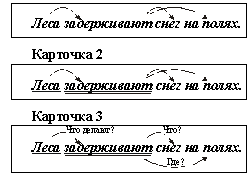 Леса задерживают снег на полях.
Карточка 2
Леса задерживают снег на полях.
Карточка 3
Что делают? Что?
Леса задерживают снег на полях.
Где?